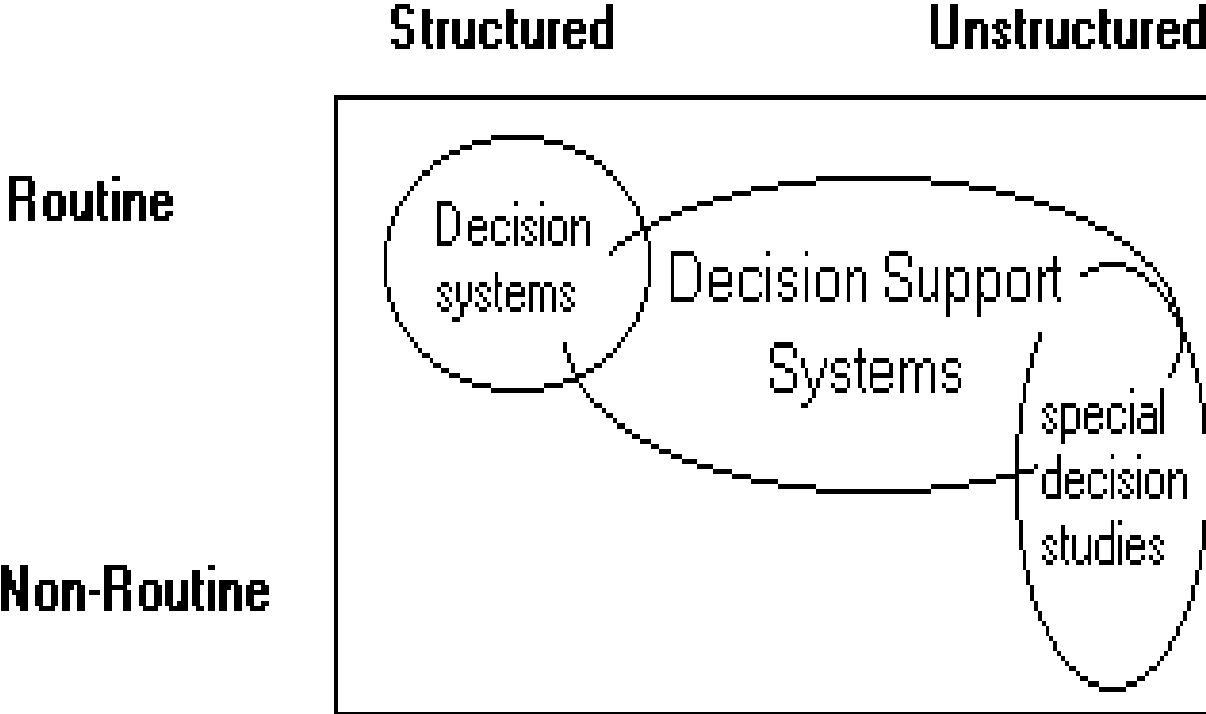 Structured Unstructured
Routine
Decision
systems
Decision Support
Systems
special
decision
studies
Non-Routine